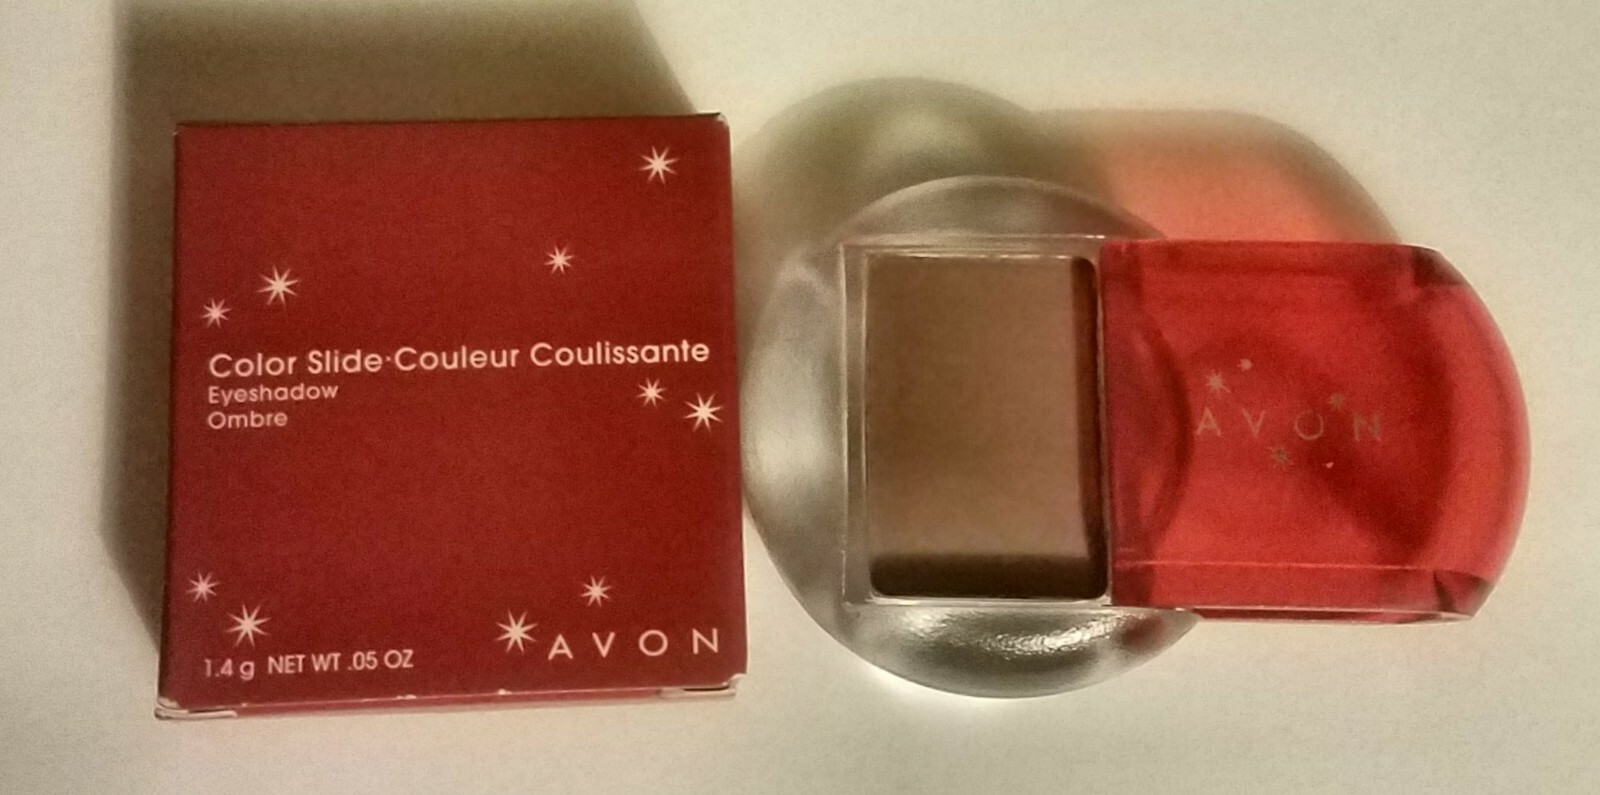 Color Slide·Couleur Coulissante
Eyeshadow
Ombre
1.4 g NET WT .05 OZ
AVON
AVON